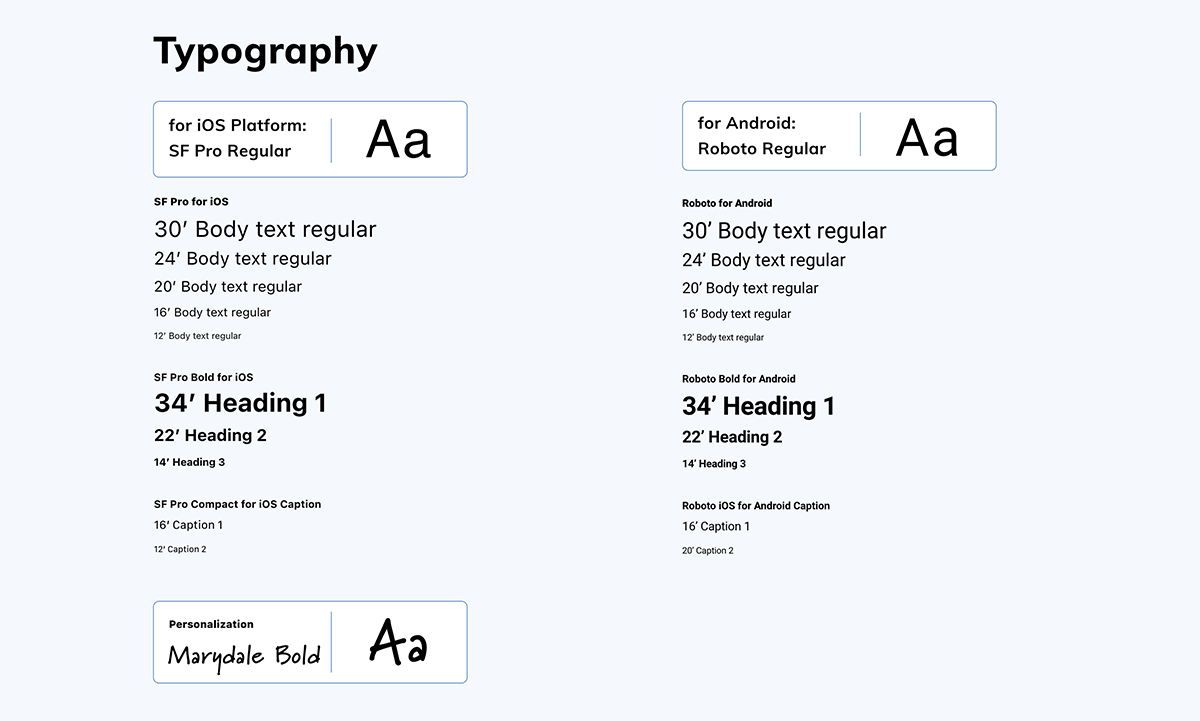 Typography
for iOS Platform:
SF Pro Regular
Aa
SF Pro for iOS
30′ Body text regular
24′ Body text regular
20′ Body text regular
16′ Body text regular
12′ Body text regular
SF Pro Bold for iOS
34′ Heading 1
22′ Heading 2
14′ Heading 3
SF Pro Compact for iOS Caption
16′ Caption 1
12′ Caption 2
Personalization
Marydale Bold
Aa
for Android:
Roboto Regular
Aa
Roboto for Android
30′ Body text regular
24′ Body text regular
20′ Body text regular
16′ Body text regular
12′ Body text regular
Roboto Bold for Android
34′ Heading 1
22′ Heading 2
14′ Heading 3
Roboto iOS for Android Caption
16′ Caption 1
20′ Caption 2